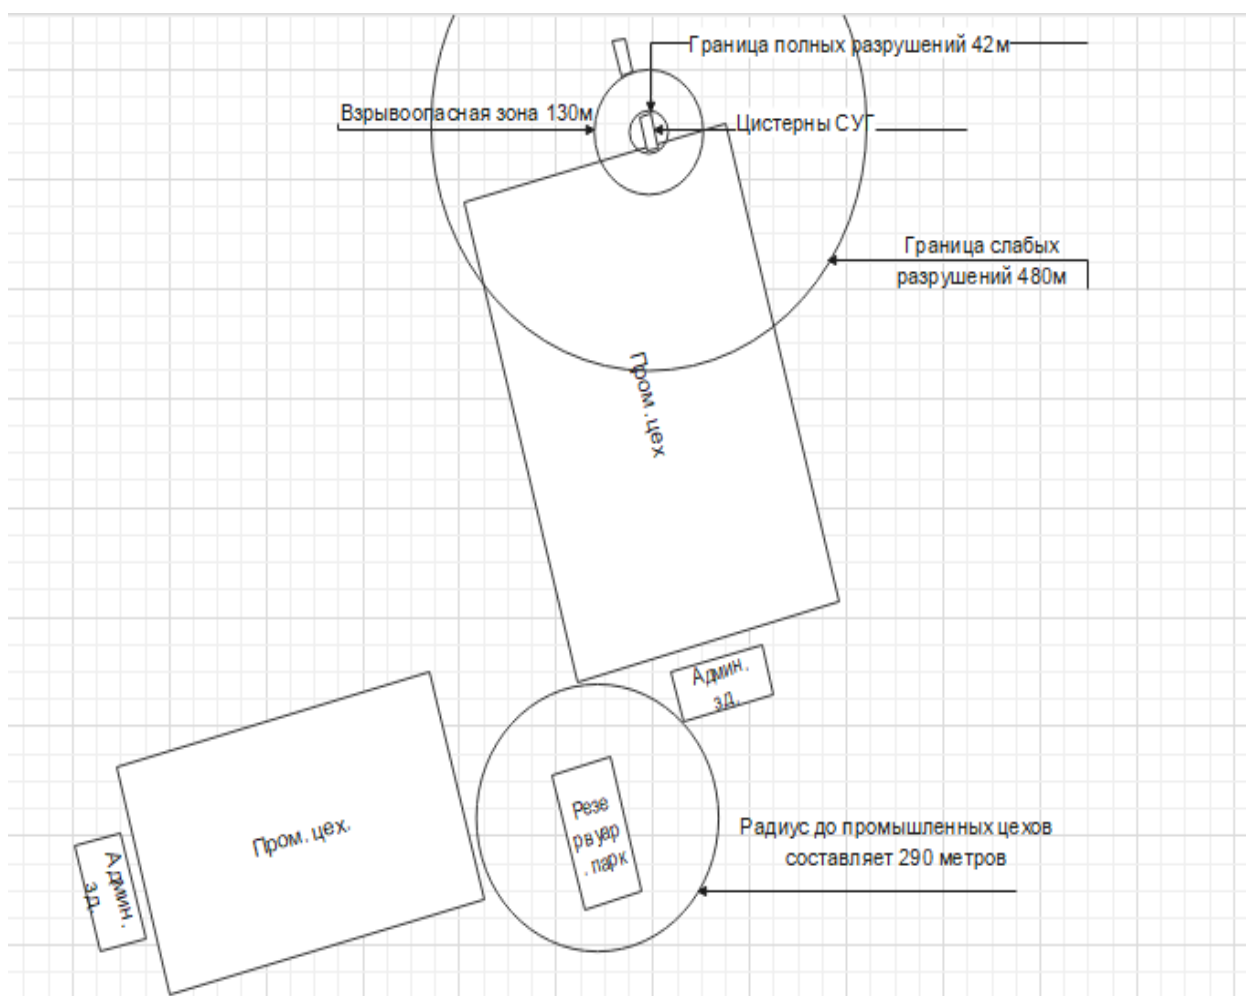 Граница полных разрушений 42м
Взрывоопасная зона 130м
Цистерны СУГ
Граница слабых
разрушений 480м
Пром.цех
Админ.
зд.
Пром.цех.
Админ.
зд.
Резе
рвуар
.парк
Радиус до промышленных цехов
составляет 290 метров